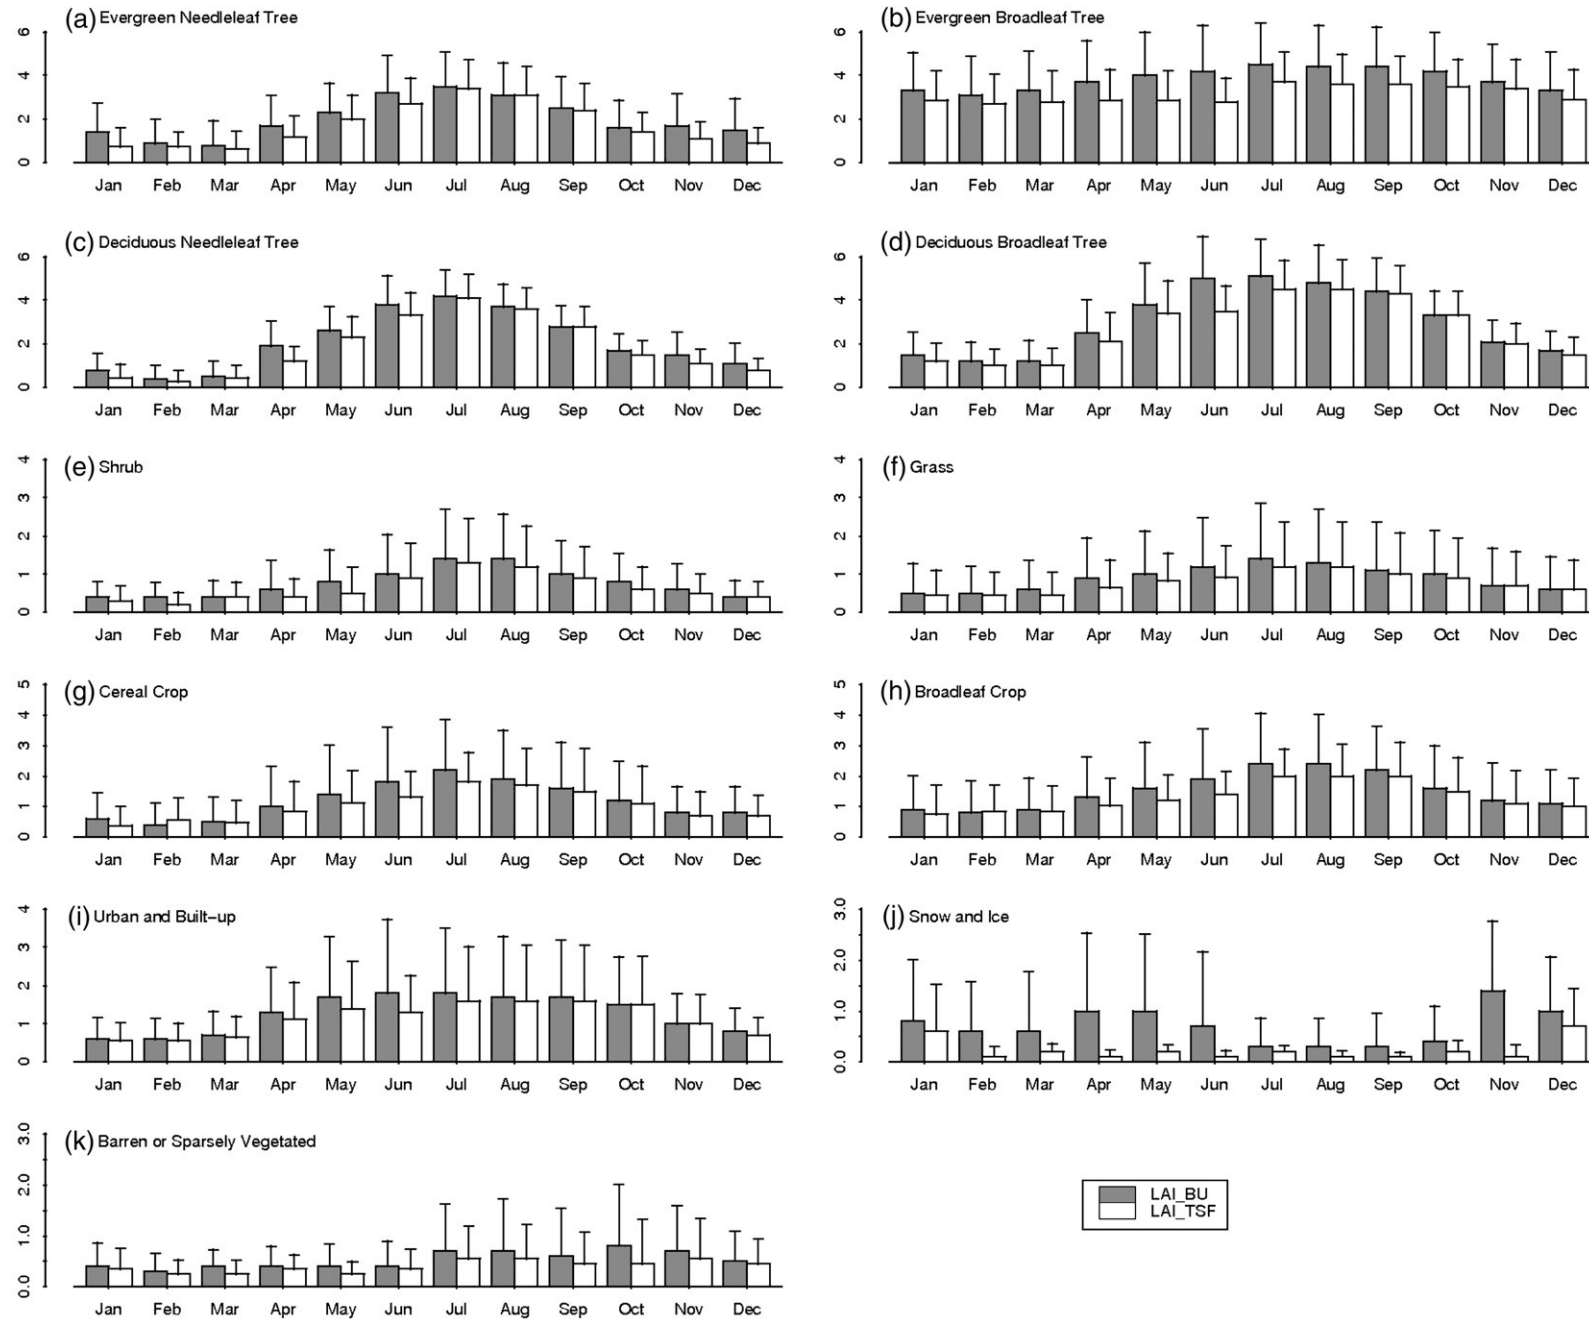 (a) Evergreen Needleleaf Tree
0 2 4 6
Jan Feb Mar Apr May Jun Jul Aug Sep Oct Nov Dec
(b) Evergreen Broadleaf Tree
0 2 4 6
Jan Feb Mar Apr May Jun Jul Aug Sep Oct Nov Dec
(c) Deciduous Needleleaf Tree
0 2 4 6
Jan Feb Mar Apr May Jun Jul Aug Sep Oct Nov Dec
(d) Deciduous Broadleaf Tree
0 2 4 6
Jan Feb Mar Apr May Jun Jul Aug Sep Oct Nov Dec
(e) Shrub
0 1 2 3 4
Jan Feb Mar Apr May Jun Jul Aug Sep Oct Nov Dec
(f) Grass
0 1 2 3 4
Jan Feb Mar Apr May Jun Jul Aug Sep Oct Nov Dec
(g) Cereal Crop
0 1 2 3 4 5
Jan Feb Mar Apr May Jun Jul Aug Sep Oct Nov Dec
(h) Broadleaf Crop
0 1 2 3 4 5
Jan Feb Mar Apr May Jun Jul Aug Sep Oct Nov Dec
(i) Urban and Built-up
0 1 2 3 4
Jan Feb Mar Apr May Jun Jul Aug Sep Oct Nov Dec
(j) Snow and Ice
0.0 1.0 2.0 3.0
Jan Feb Mar Apr May Jun Jul Aug Sep Oct Nov Dec
(k) Barren or Sparsely Vegetated
0.0 1.0 2.0 3.0
Jan Feb Mar Apr May Jun Jul Aug Sep Oct Nov Dec
LAI_BU
LAI_TSF